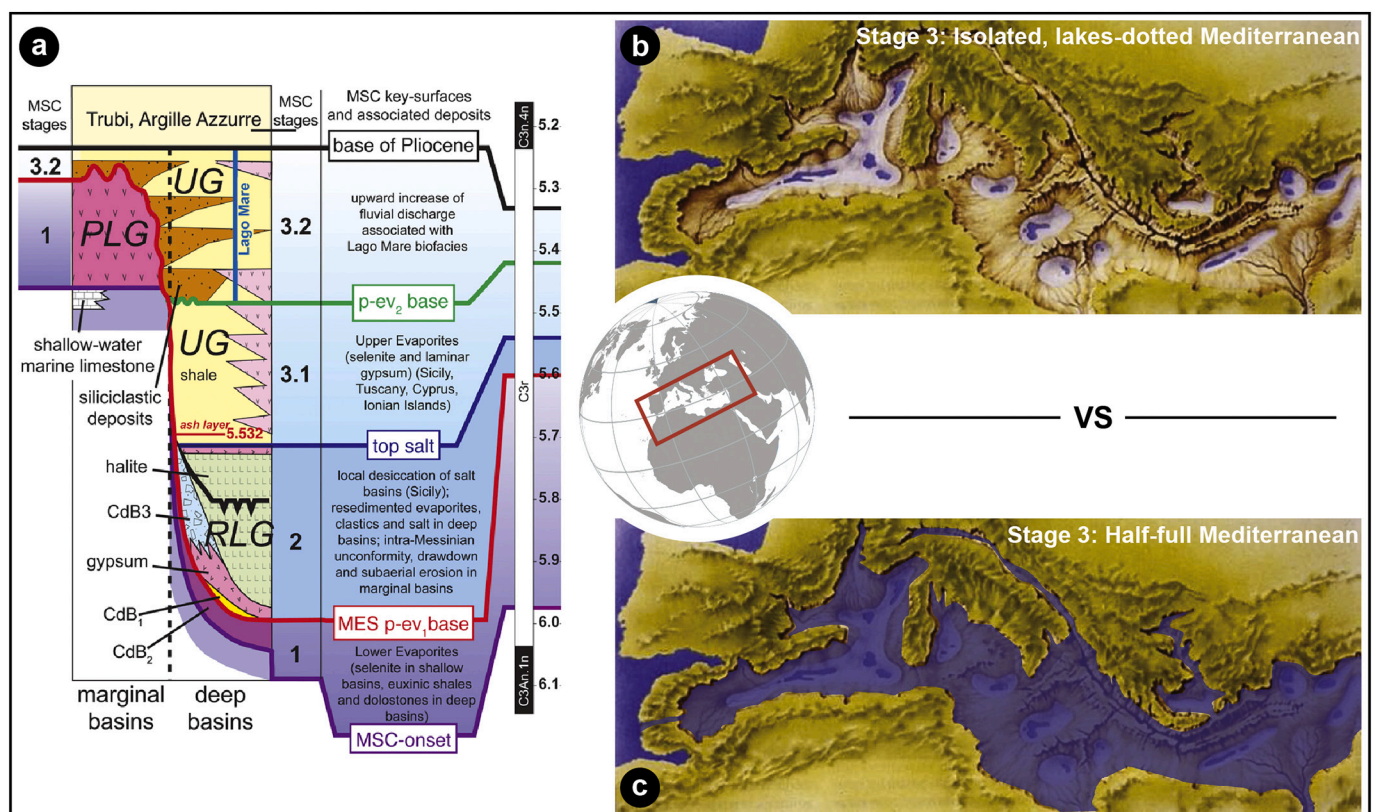 a
MSC
stages
Trubi, Argille Azzurre
MSC
stages
MSC key-surfaces
and associated deposits
C3n.4n
5.2
base of Pliocene
3.2
UG
Lago Mare
3.2
upward increase of
fluvial discharge
associated with
Lago Mare biofacies
5.3
1
PLG
5.4
p-ev2 base
shallow-water
marine limestone
siliciclastic
deposits
UG
shale
3.1
Upper Evaporites
(selenite and laminar
gypsum) (Sicily,
Tuscany, Cyprus,
Ionian Islands)
5.5
5.6
C3r
ash layer
5.532
top salt
5.7
halite
CdB3
RLG
2
gypsum
CdB1
CdB2
local desiccation of salt
basins (Sicily);
resedimented evaporites,
clastics and salt in deep
basins; intra-Messinian
unconformity, drawdown
and subaerial erosion in
marginal basins
5.8
5.9
MES p-ev1base
6.0
1
Lower Evaporites
(selenite in shallow
basins, euxinic shales
and dolostones in deep
basins)
C3An.1n
6.1
MSC-onset
marginal
basins
deep
basins
b
Stage 3: Isolated, lakes-dotted Mediterranean
VS
Stage 3: Half-full Mediterranean
c